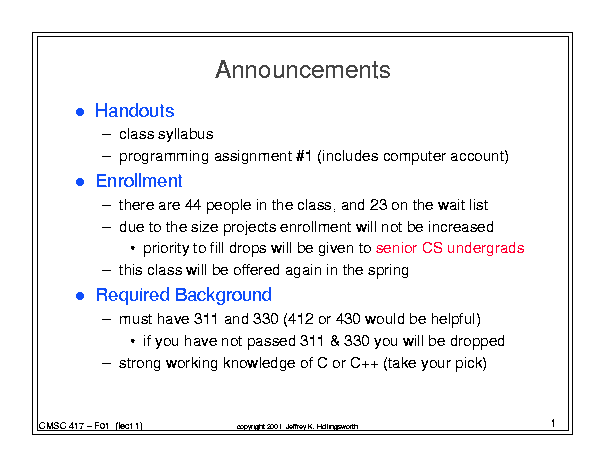 Announcements
● Handouts
– class syllabus
– programming assignment #1 (includes computer account)
● Enrollment
– there are 44 people in the class, and 23 on the wait list
– due to the size projects enrollment will not be increased
• priority to fill drops will be given to senior CS undergrads
– this class will be offered again in the spring
● Required Background
– must have 311 and 330 (412 or 430 would be helpful)
• if you have not passed 311 & 330 you will be dropped
– strong working knowledge of C or C++ (take your pick)
CMSC 417 – F01 (lect 1) copyright 2001 Jeffrey K. Hollingsworth 1